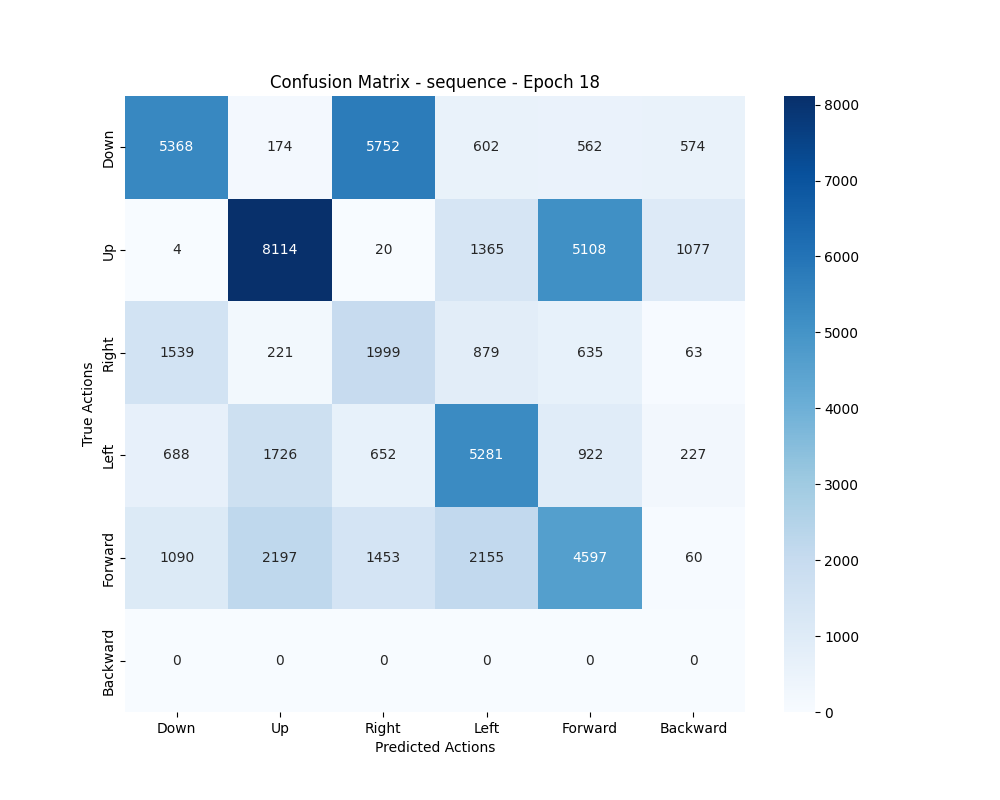 Confusion Matrix - sequence - Epoch 18
True Actions
Down 5368 174 5752 602 562 574
Up 4 8114 20 1365 5108 1077
Right 1539 221 1999 879 635 63
Left 688 1726 652 5281 922 227
Forward 1090 2197 1453 2155 4597 60
Backward 0 0 0 0 0 0
Down Up Right Left Forward Backward
Predicted Actions
8000
7000
6000
5000
4000
3000
2000
1000
0